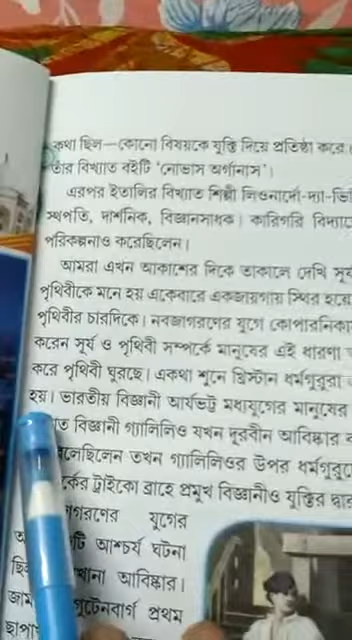 কথা ছিল—কোনো বিষয়কে যুক্তি দিয়ে প্রতিষ্ঠা করে।
তাঁর বিখ্যাত বইটি ‘নোভাস অর্গানাস’।
এরপর ইতালির বিখ্যাত শিল্পী লিওনার্দো-দ্যা-ভি
স্থপতি, দার্শনিক, বিজ্ঞানসাধক। কারিগরি বিদ্যা
পরিকল্পনাও করেছিলেন।
আমরা এখন আকাশের দিকে তাকালে দেখি সূর্
পৃথিবীকে মনে হয় একেবারে একজায়গায় স্থির হয়ে
পৃথিবীর চারদিকে। নবজাগরণের যুগে কোপারনিকা
করেন সূর্য ও পৃথিবী সম্পর্কে মানুষের এই ধারণা
করে পৃথিবী ঘুরছে। একথা শুনে খ্রিস্টান ধর্মগুরুরা
হয়। ভারতীয় বিজ্ঞানী আর্যভট্ট মধ্যযুগের মানুষের
ত বিজ্ঞানী গ্যালিলিও যখন দূরবীন আবিষ্কার
লেছিলেন তখন গ্যালিলিওর উপর ধর্মগুরু
র্কের ট্রাইকো ব্রাহে প্রমুখ বিজ্ঞানীও যুক্তির দ্বার
গরণের যুগের
টি আশ্চর্য ঘটনা
ছি খানা আবিষ্কার।
জাম গুটেনবার্গ প্রথম
ছাপা